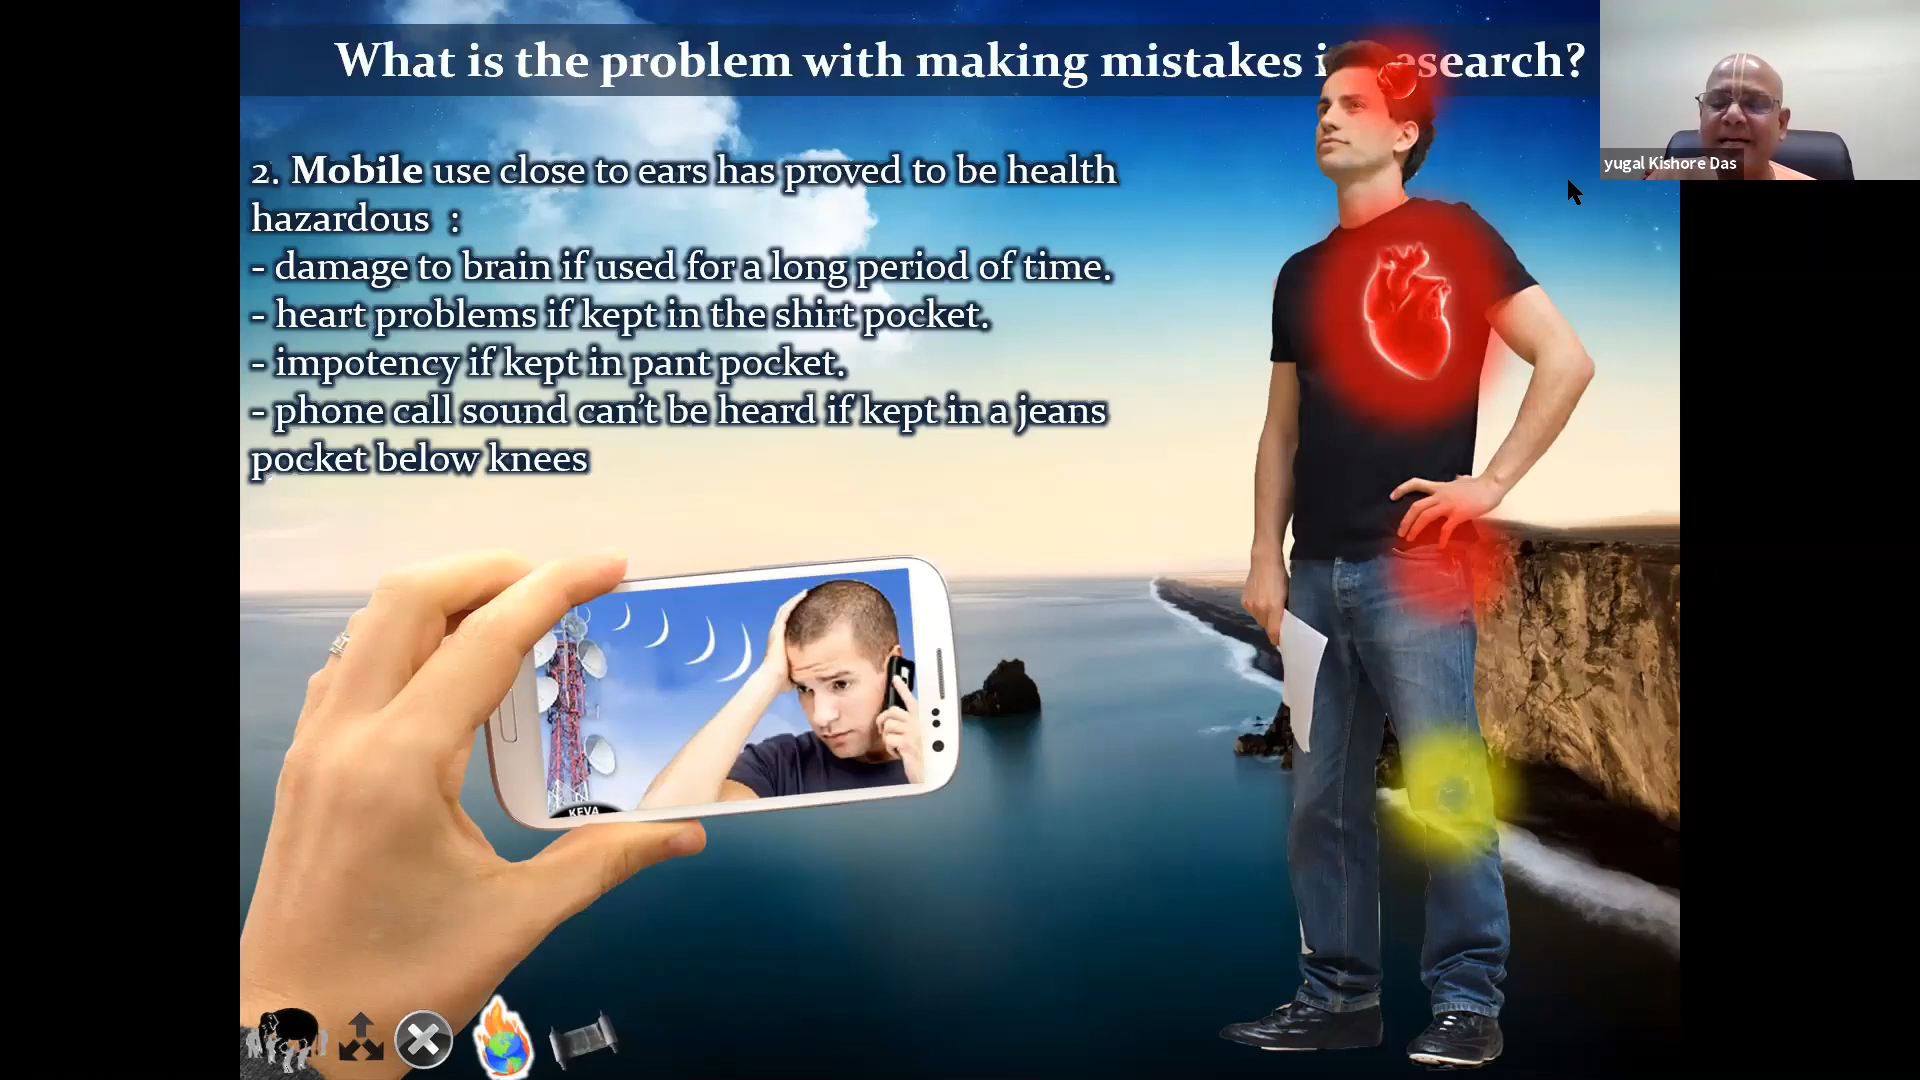 What is the problem with making mistakes in Research?
yugal Kishore Das
2. Mobile use close to ears has proved to be health
hazardous :
- damage to brain if used for a long period of time.
- heart problems if kept in the shirt pocket.
- impotency if kept in pant pocket.
- phone call sound can't be heard if kept in a jeans
pocket below knees
KEVA